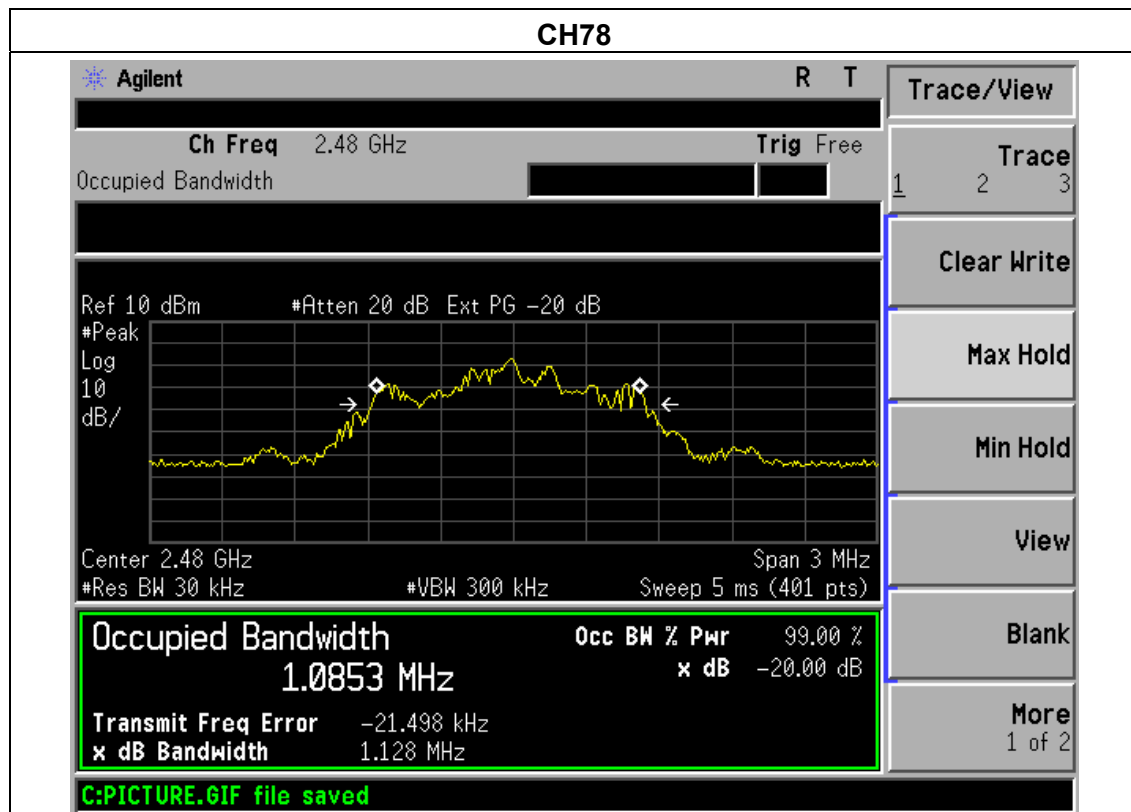 CH78
Agilent R T
Trace/View
Ch Freq 2.48 GHz Trig Free
Occupied Bandwidth
Trace
1 2 3
Clear Write
Ref 10 dBm #Atten 20 dB Ext PG -20 dB
#Peak
Log
10
dB/
Max Hold
Min Hold
View
Center 2.48 GHz Span 3 MHz
#Res BW 30 kHz #VBW 300 kHz Sweep 5 ms (401 pts)
Occupied Bandwidth Occ BW % Pwr 99.00 %
1.0853 MHz x dB -20.00 dB
Blank
Transmit Freq Error -21.498 kHz
x dB Bandwidth 1.128 MHz
More
1 of 2
C:PICTURE.GIF file saved